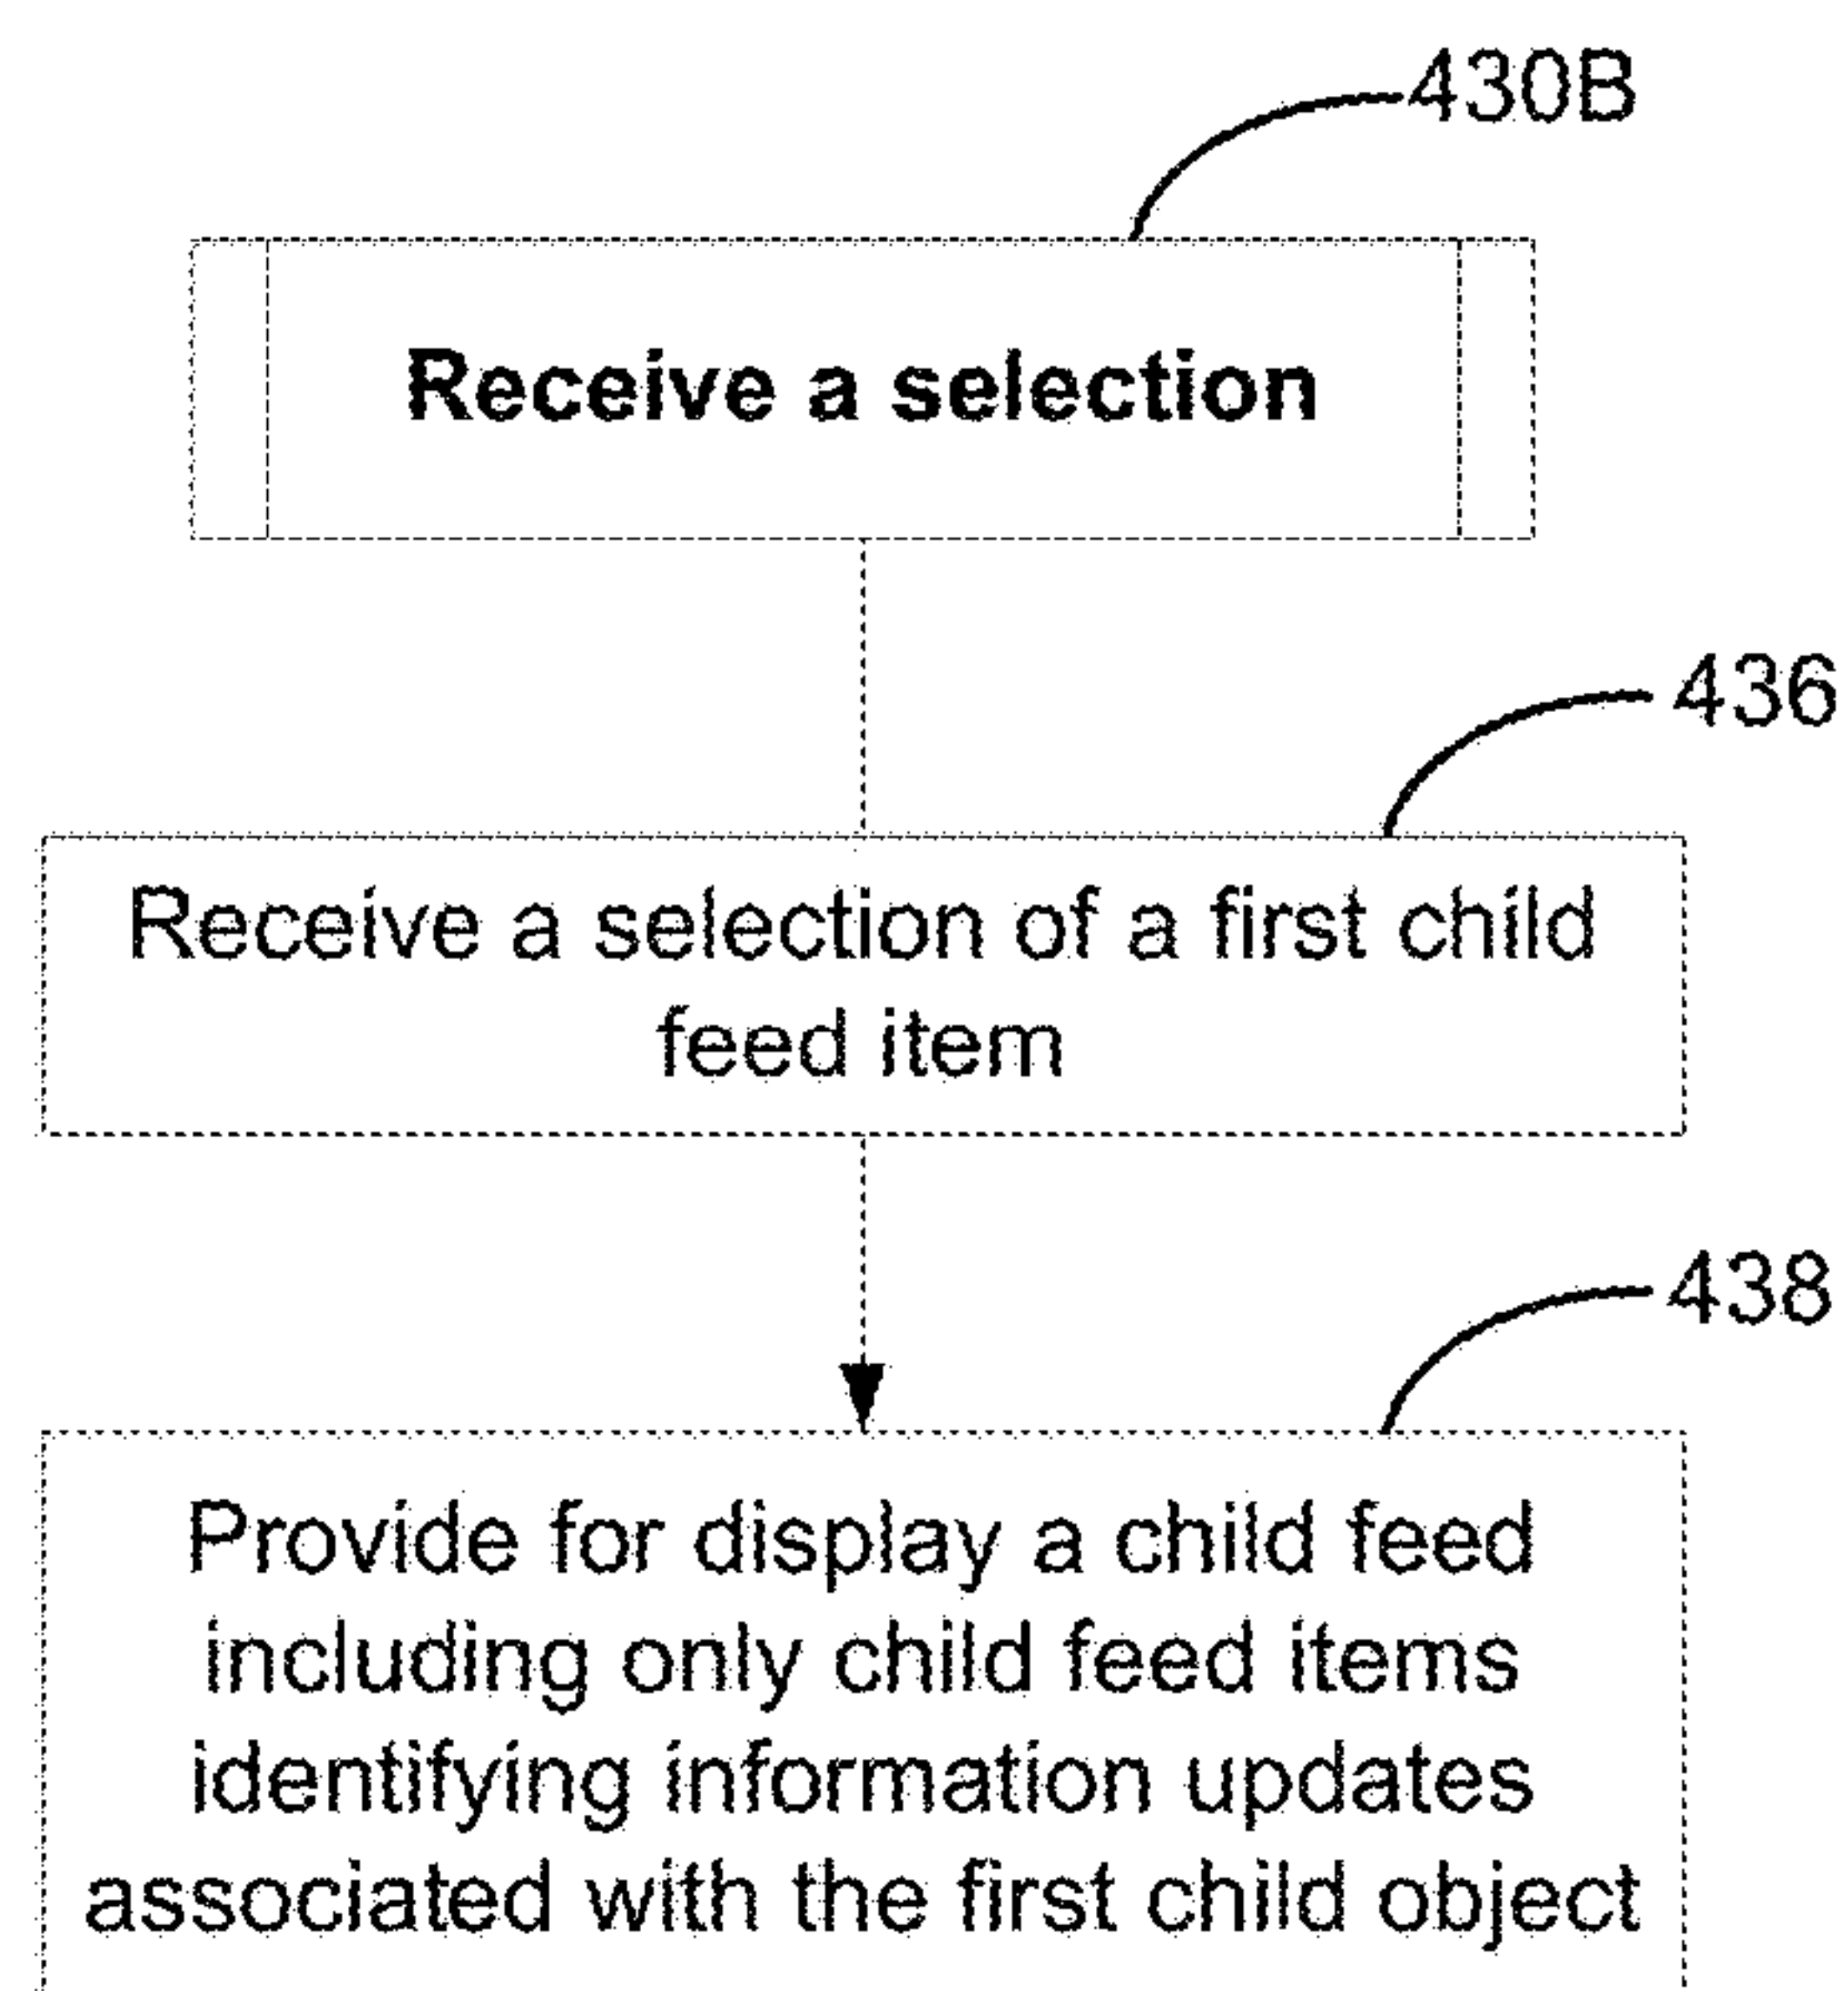 430B
Receive a selection
436
Receive a selection of a first child
feed item
438
Provide for display a child feed
including only child feed items
identifying information updates
associated with the first child object